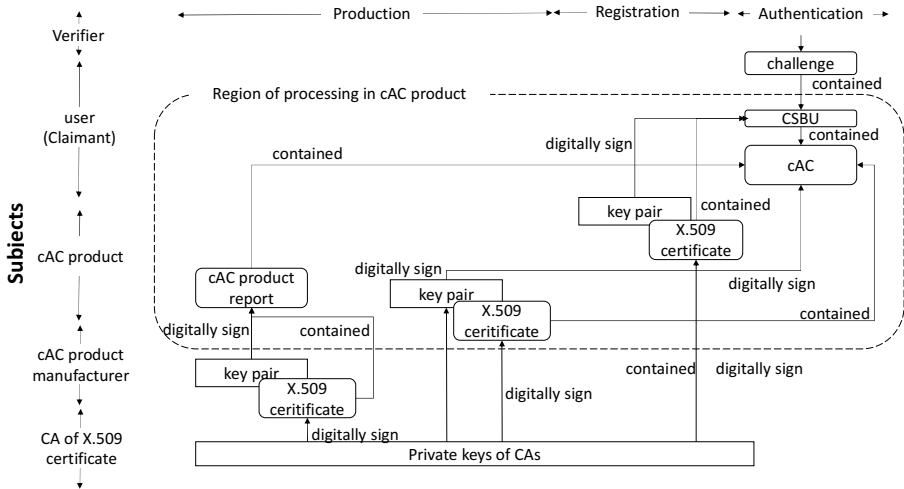 Production
Registration
Authentication
Verifier
challenge
contained
Region of processing in cAC product
user
(Claimant)
CSBU
contained
digitally sign
contained
cAC
key pair
contained
X.509
certificate
Subjects
cAC product
digitally sign
digitally sign
cAC product
report
key pair
X.509
ceritificate
contained
digitally sign
contained
cAC product
manufacturer
key pair
contained
digitally sign
X.509
ceritificate
digitally sign
digitally sign
CA of X.509
certificate
Private keys of CAs